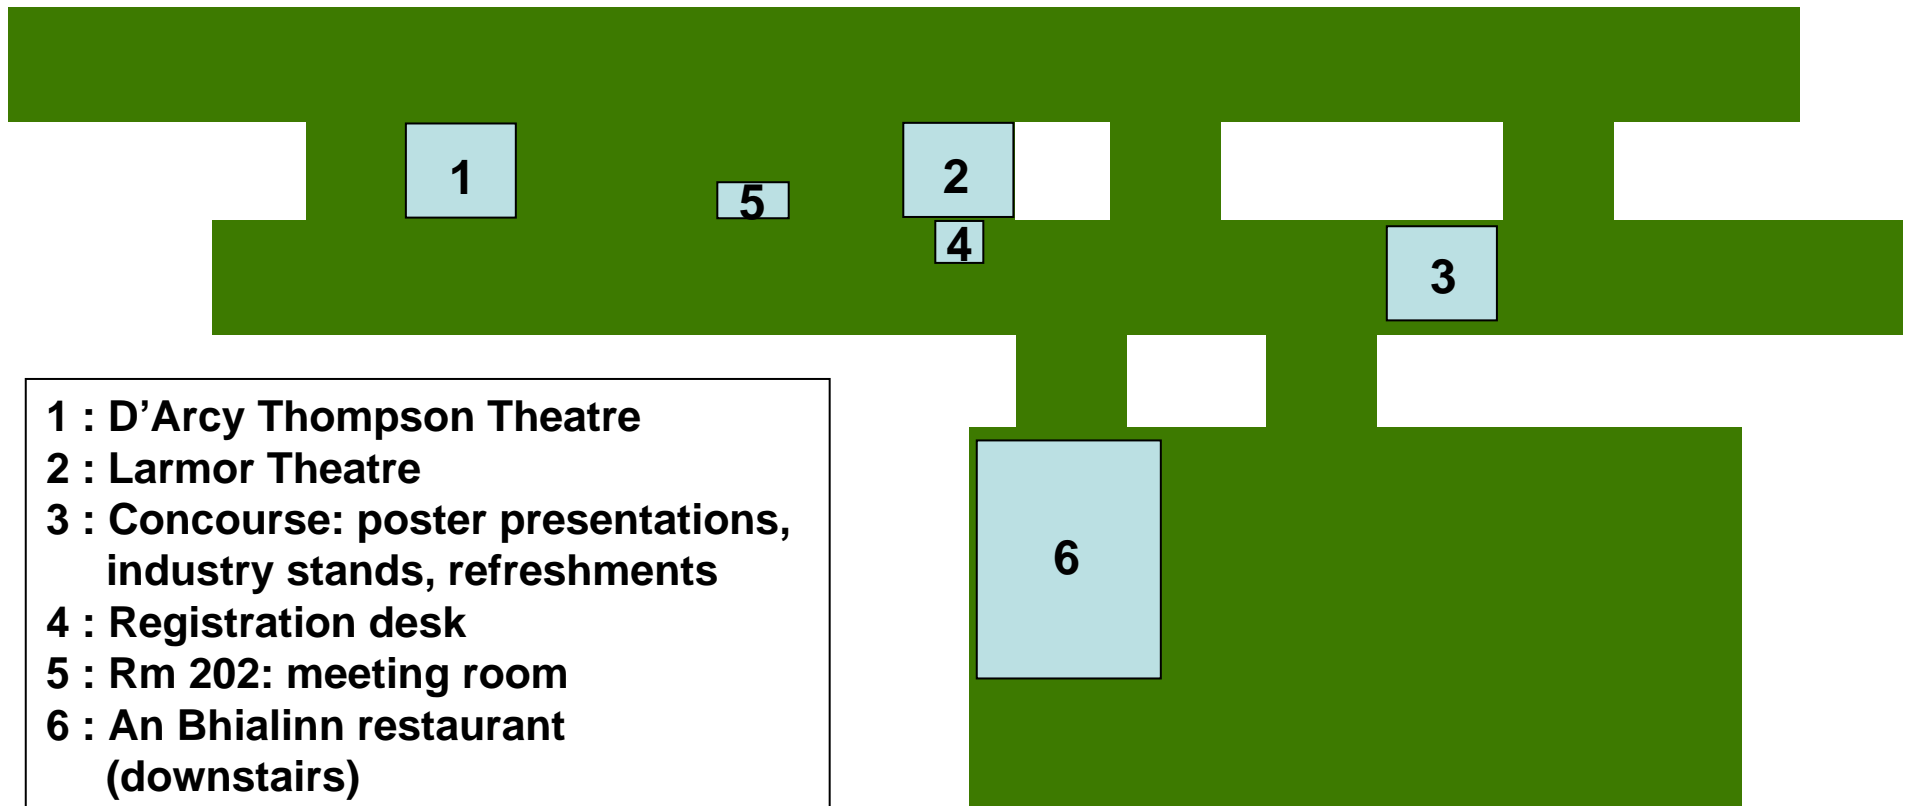 1
2
5
4
3
6
1 : D’Arcy Thompson Theatre
2 : Larmor Theatre
3 : Concourse: poster presentations,
industry stands, refreshments
4 : Registration desk
5 : Rm 202: meeting room
6 : An Bhialinn restaurant
(downstairs)